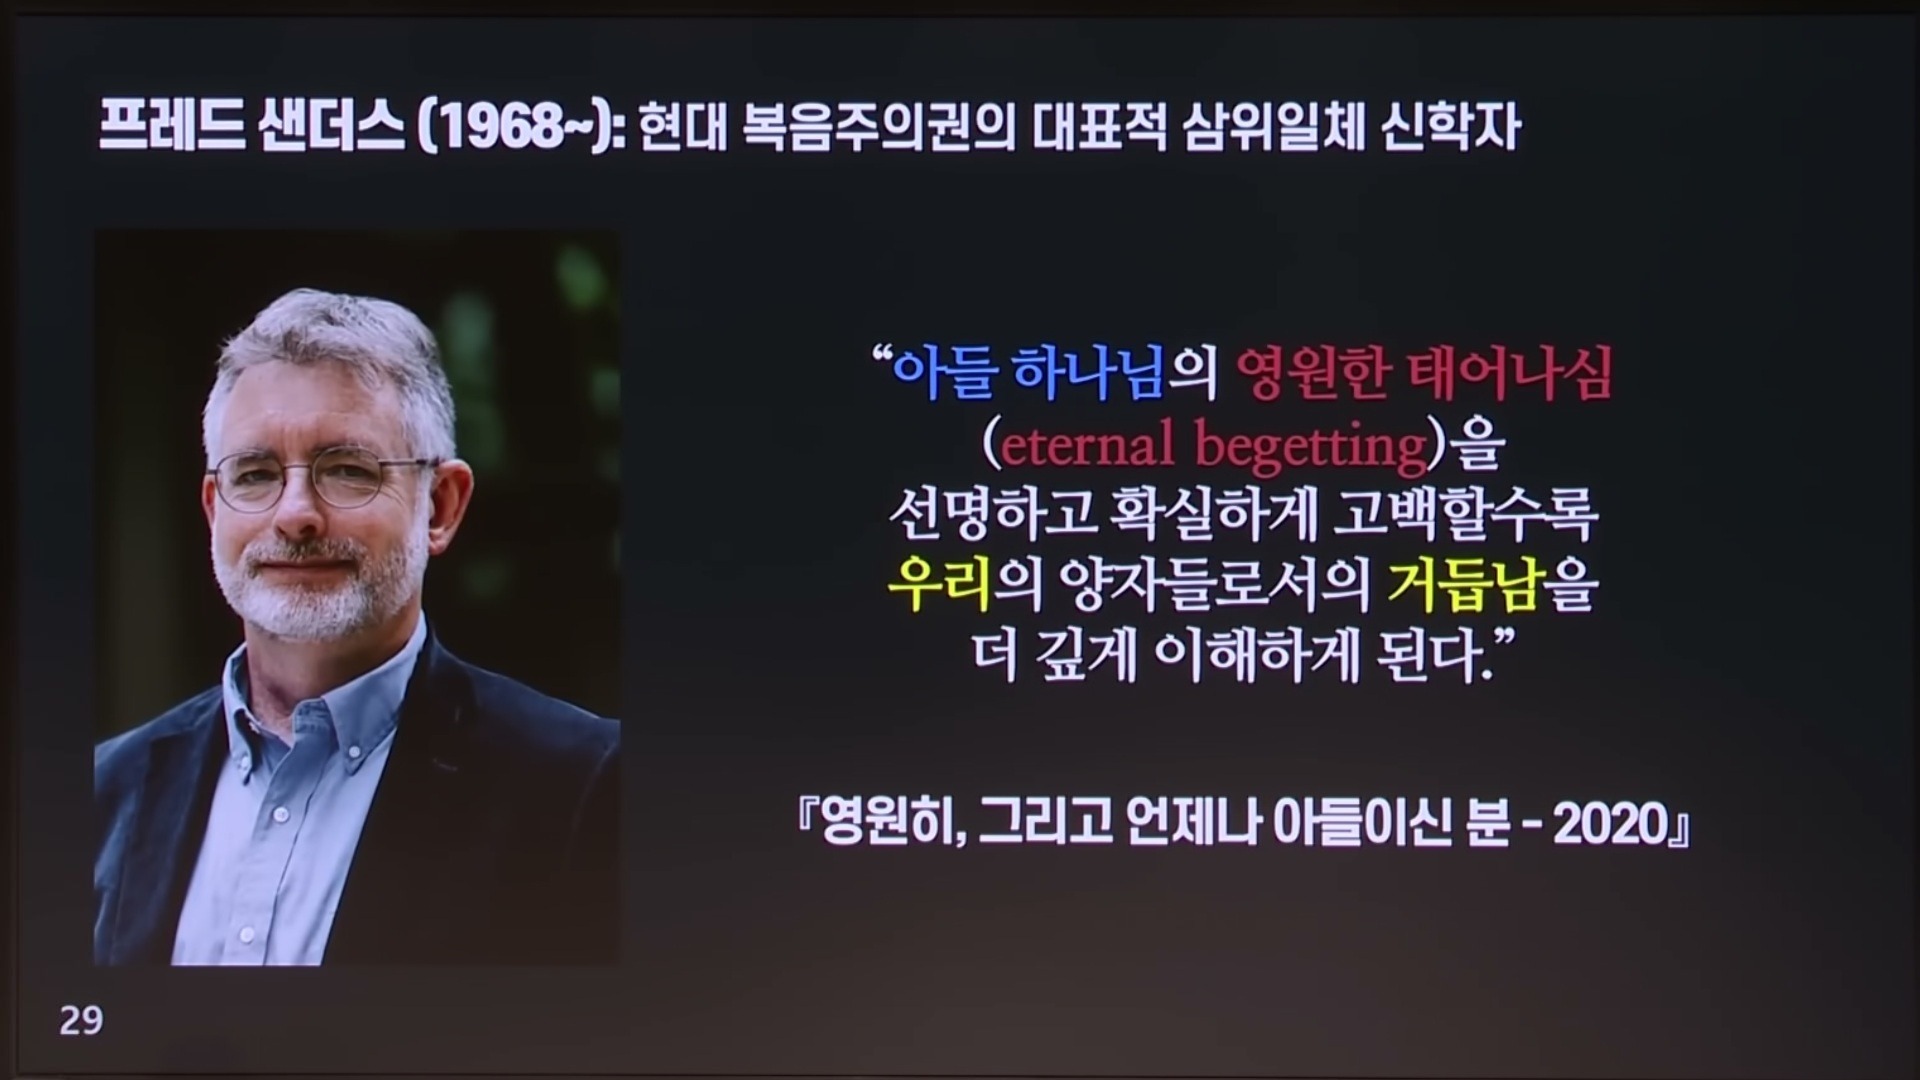 프레드 샌더스 (1968~): 현대 복음주의권의 대표적 삼위일체 신학자
“아들 하나님의 영원한 태어나심
(eternal begetting)을
선명하고 확실하게 고백할수록
우리의 양자들로서의 거듭남을
더 깊게 이해하게 된다.”
『영원히, 그리고 언제나 아들이신 분 - 2020』
29